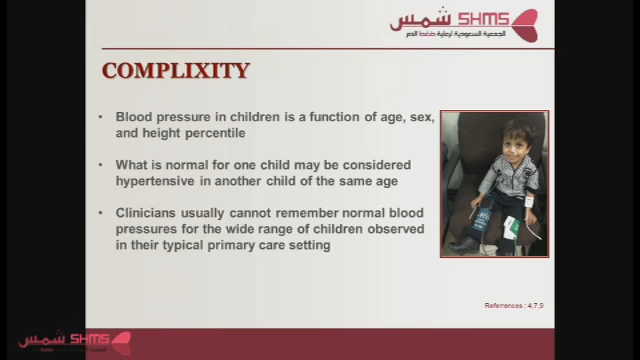 شمس SHMS
الجمعية السعودية لرعاية ضغط الدم
COMPLIXITY
• Blood pressure in children is a function of age, sex,
and height percentile
• What is normal for one child may be considered
hypertensive in another child of the same age
• Clinicians usually cannot remember normal blood
pressures for the wide range of children observed
in their typical primary care setting
Referrences : 4,7,9
شمس SHMS